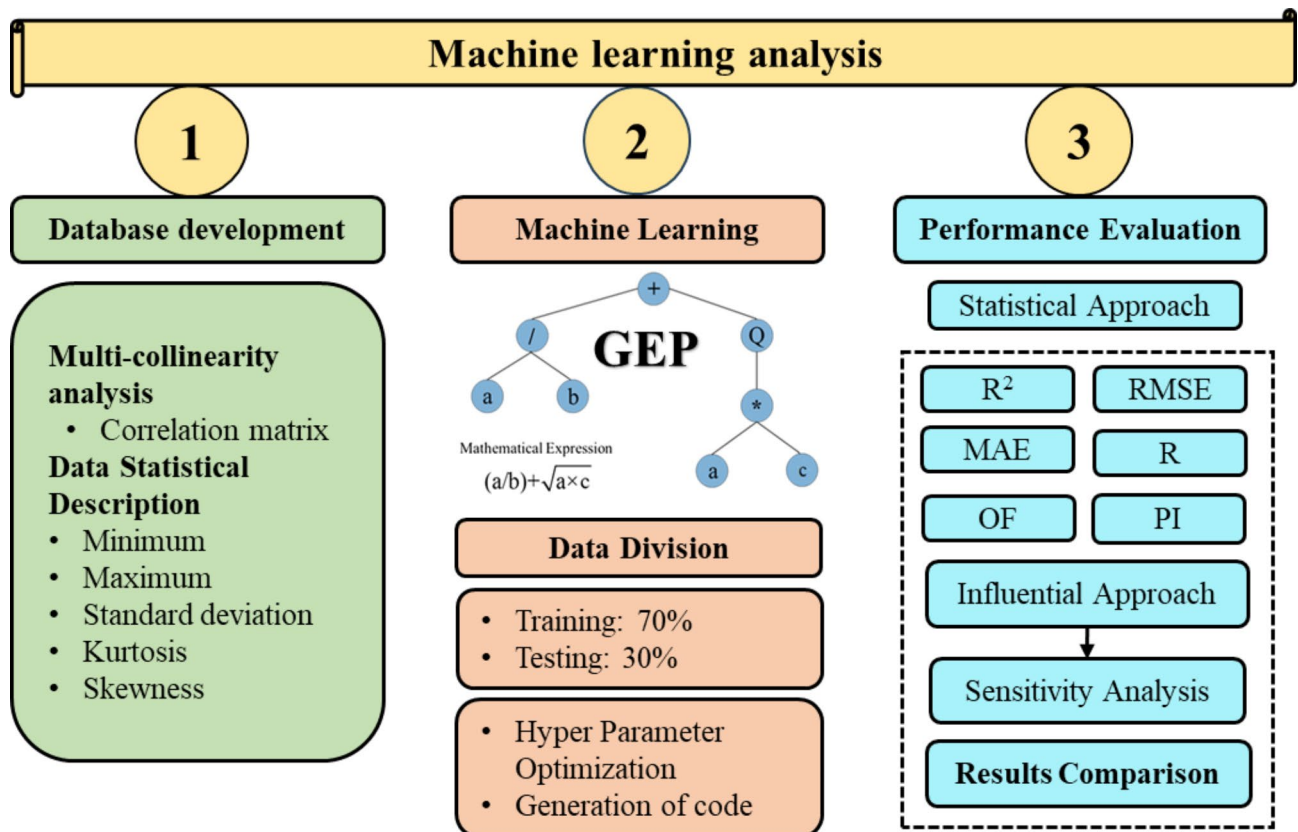 Machine learning analysis
1
Database development
Multi-collinearity
analysis
• Correlation matrix
Data Statistical
Description
• Minimum
• Maximum
• Standard deviation
• Kurtosis
• Skewness
2
Machine Learning
+
/
GEP
Q
a
b
*
Mathematical Expression
(a/b)+√a×c
a
c
Data Division
• Training: 70%
• Testing: 30%
• Hyper Parameter
Optimization
• Generation of code
3
Performance Evaluation
Statistical Approach
R²
RMSE
MAE
R
OF
PI
Influential Approach
Sensitivity Analysis
Results Comparison